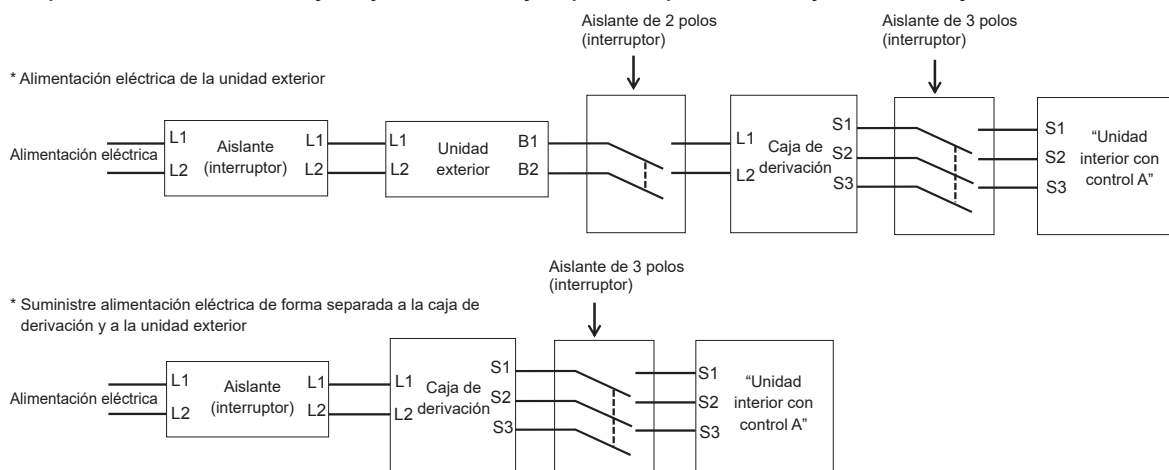 Aislante de 2 polos
(interruptor)
Aislante de 3 polos
(interruptor)
* Alimentación eléctrica de la unidad exterior
Alimentación eléctrica
L1
L2
Aislante
(interruptor)
L1
L2
L1
L2
Unidad
exterior
B1
B2
L1
L2
Caja de
derivación
S1
S2
S3
S1
S2
S3
“Unidad
interior con
control A”
Aislante de 3 polos
(interruptor)
* Suministre alimentación eléctrica de forma separada a la caja de
derivación y a la unidad exterior
Alimentación eléctrica
L1
L2
Aislante
(interruptor)
L1
L2
L1
L2
Caja de
derivación
S1
S2
S3
S1
S2
S3
“Unidad
interior con
control A”